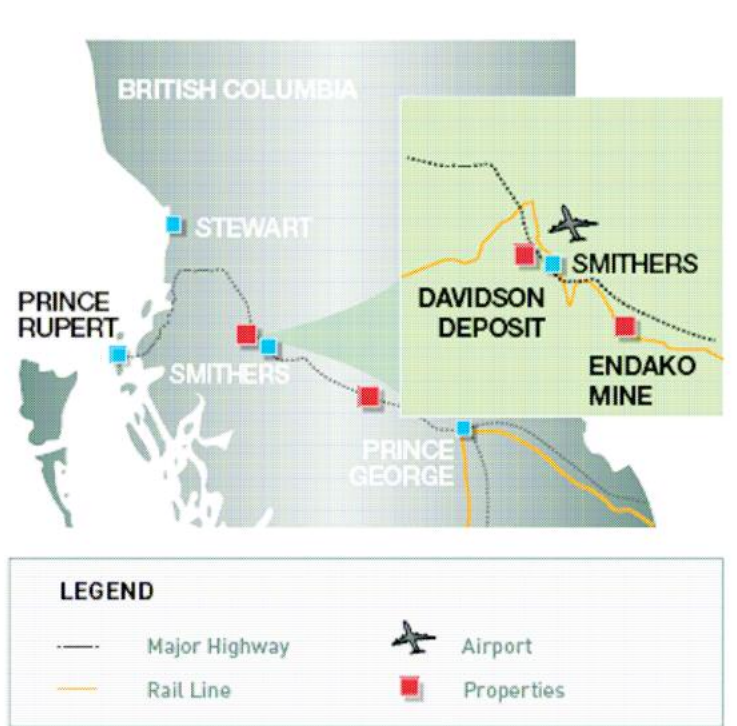 BRITISH COLUMBIA
STEWART
PRINCE
RUPERT
SMITHERS
PRINCE
GEORGE
SMITHERS
DAVIDSON
DEPOSIT
ENDAKO
MINE
LEGEND
Major Highway
Airport
Rail Line
Properties